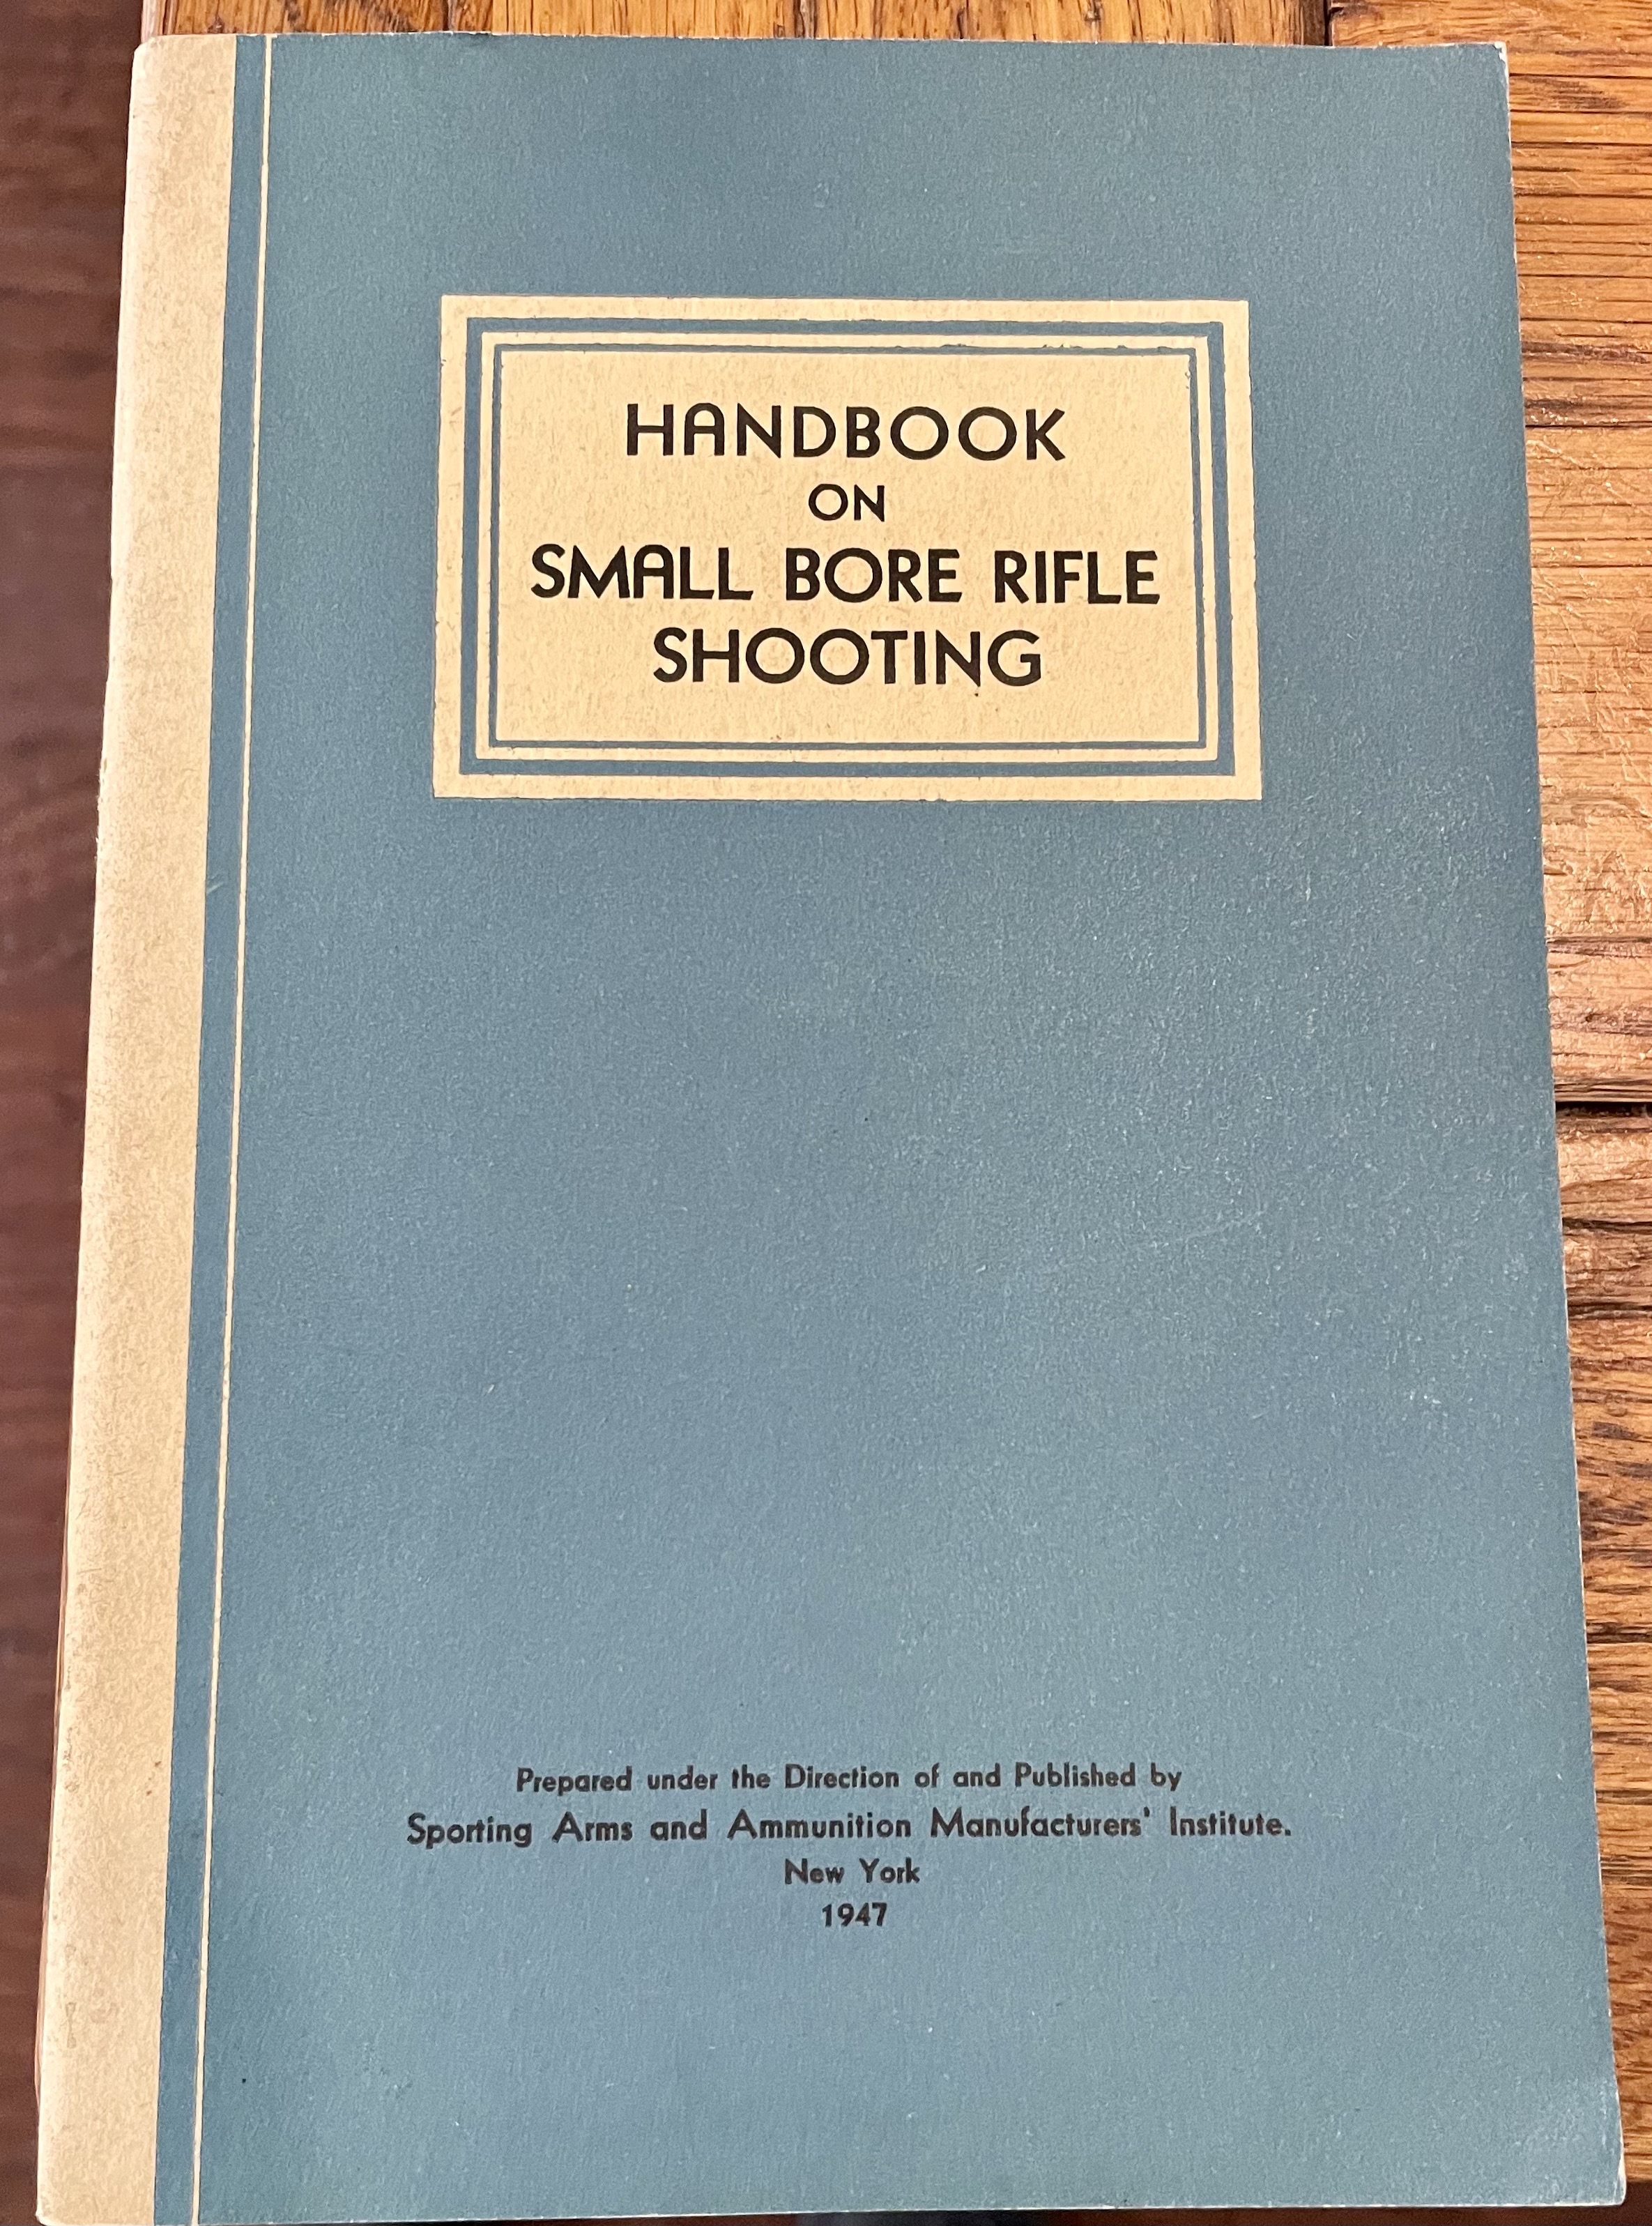 HANDBOOK
ON
SMALL BORE RIFLE
SHOOTING
Prepared under the Direction of and Published by
Sporting Arms and Ammunition Manufacturers' Institute.
New York
1947